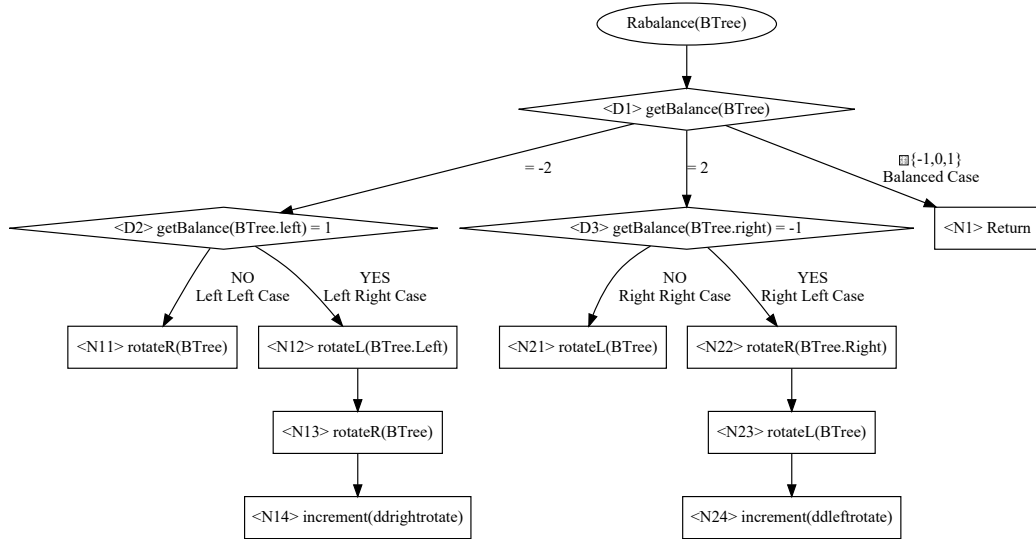 Rabalance(BTree)
<D1> getBalance(BTree)
= -2
= 2
{-1,0,1}
Balanced Case
<D2> getBalance(BTree.left) = 1
<D3> getBalance(BTree.right) = -1
<N1> Return
NO
Left Left Case
YES
Left Right Case
NO
Right Right Case
YES
Right Left Case
<N11> rotateR(BTree)
<N12> rotateL(BTree.Left)
<N21> rotateL(BTree)
<N22> rotateR(BTree.Right)
<N13> rotateR(BTree)
<N23> rotateL(BTree)
<N14> increment(ddrightrotate)
<N24> increment(ddleftrotate)